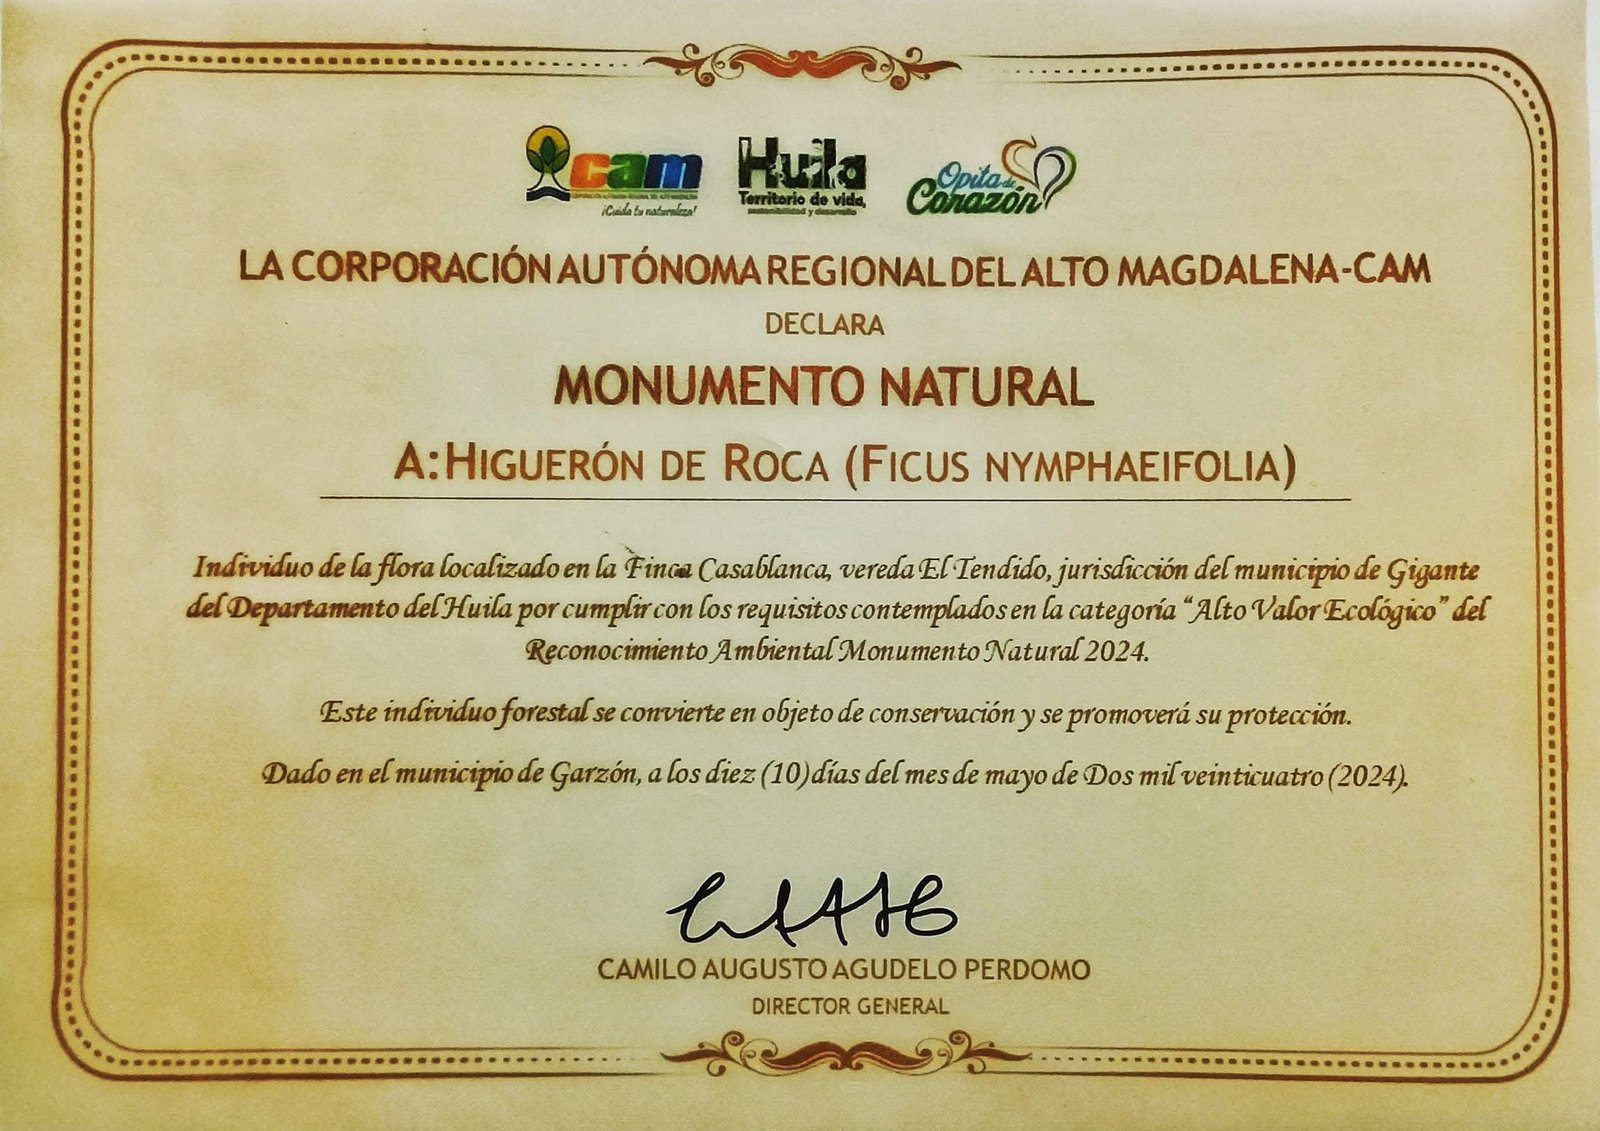 cam
¡Cuida tu naturaleza!
Huila
Territorio de vida,
sostenibilidad y desarrollo
Opita de
Corazón
LA CORPORACIÓN AUTÓNOMA REGIONAL DEL ALTO MAGDALENA-CAM
DECLARA
MONUMENTO NATURAL
A: HIGUERÓN DE ROCA (FICUS NYMPHAEIFOLIA)
Individuo de la flora localizado en la Finca Casablanca, vereda El Tendido, jurisdicción del municipio de Gigante
del Departamento del Huila por cumplir con los requisitos contemplados en la categoría “Alto Valor Ecológico” del
Reconocimiento Ambiental Monumento Natural 2024.
Este individuo forestal se convierte en objeto de conservación y se promoverá su protección.
Dado en el municipio de Garzón, a los diez (10) días del mes de mayo de Dos mil veinticuatro (2024).
CAMILO AUGUSTO AGUDELO PERDOMO
DIRECTOR GENERAL